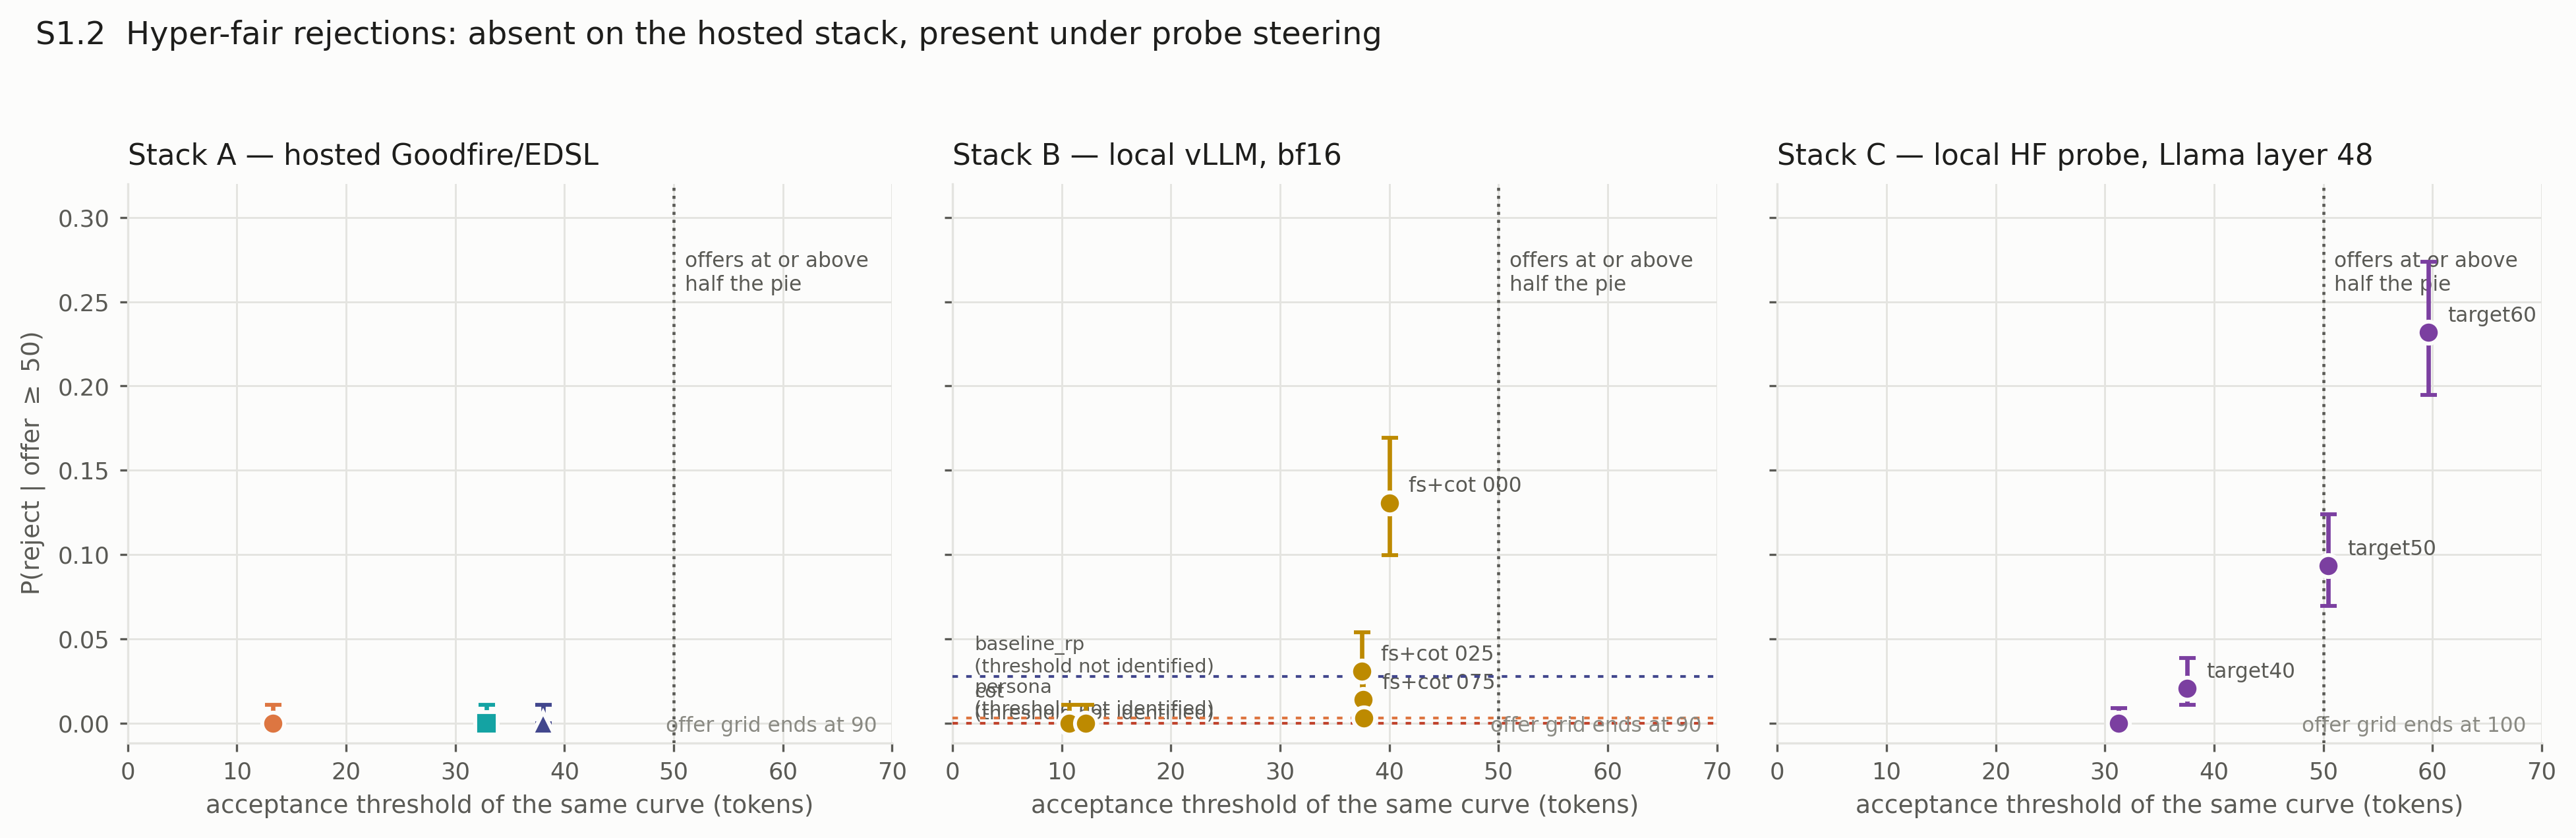 S1.2  Hyper-fair rejections: absent on the hosted stack, present under probe steering
Stack A — hosted Goodfire/EDSL
P(reject | offer ≥ 50)
0.30
0.25
0.20
0.15
0.10
0.05
0.00
offers at or above
half the pie
offer grid ends at 90
0 10 20 30 40 50 60 70
acceptance threshold of the same curve (tokens)
Stack B — local vLLM, bf16
offers at or above
half the pie
fs+cot 000
baseline_rp
(threshold not identified)
fs+cot 025
fs+cot 075
persona
(threshold not identified)
cot
(threshold not identified)
offer grid ends at 90
0 10 20 30 40 50 60 70
acceptance threshold of the same curve (tokens)
Stack C — local HF probe, Llama layer 48
offers at or above
half the pie
target60
target50
target40
offer grid ends at 100
0 10 20 30 40 50 60 70
acceptance threshold of the same curve (tokens)